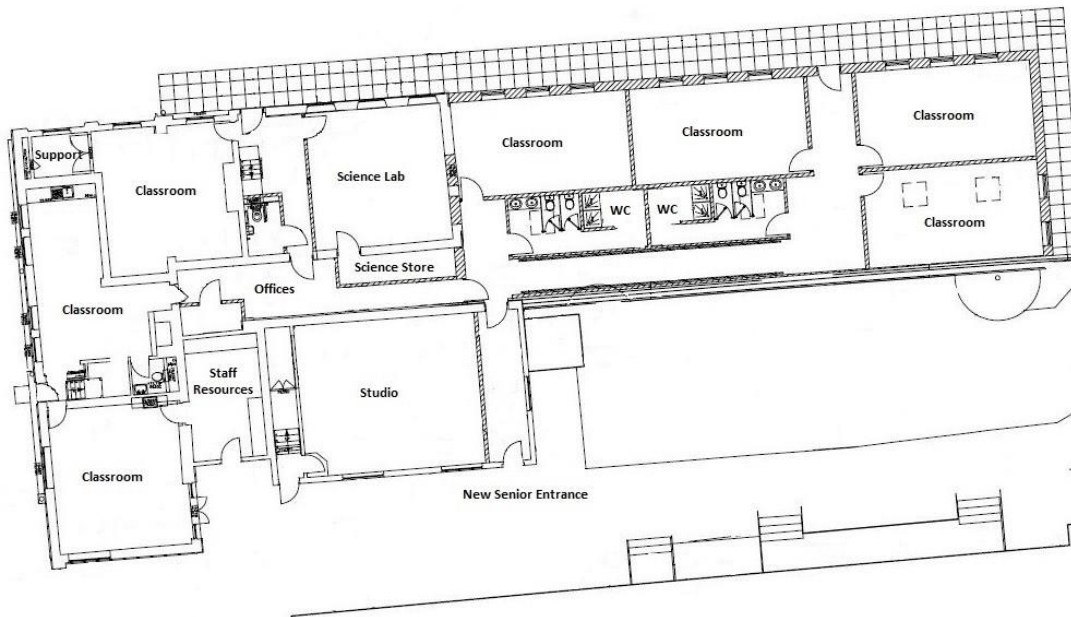 Classroom
Classroom
Classroom
Support
Classroom
Science Lab
WC
WC
Classroom
Science Store
Offices
Classroom
Staff
Resources
Studio
Classroom
New Senior Entrance